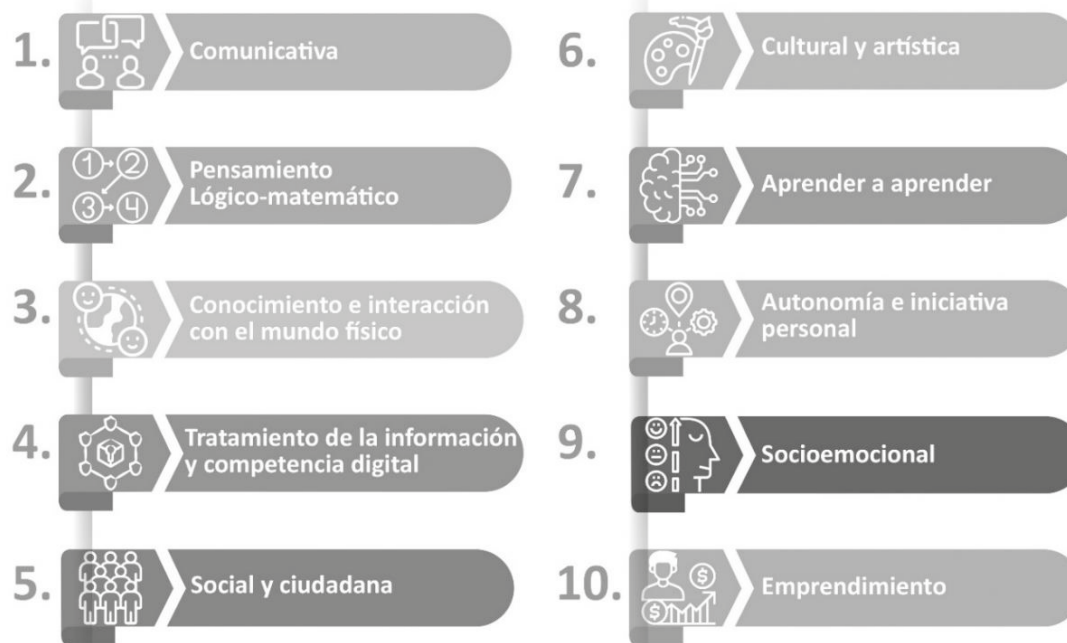 1. Comunicativa
2. Pensamiento
Lógico-matemático
3. Conocimiento e interacción
con el mundo físico
4. Tratamiento de la información
y competencia digital
5. Social y ciudadana
6. Cultural y artística
7. Aprender a aprender
8. Autonomía e iniciativa
personal
9. Socioemocional
10. Emprendimiento